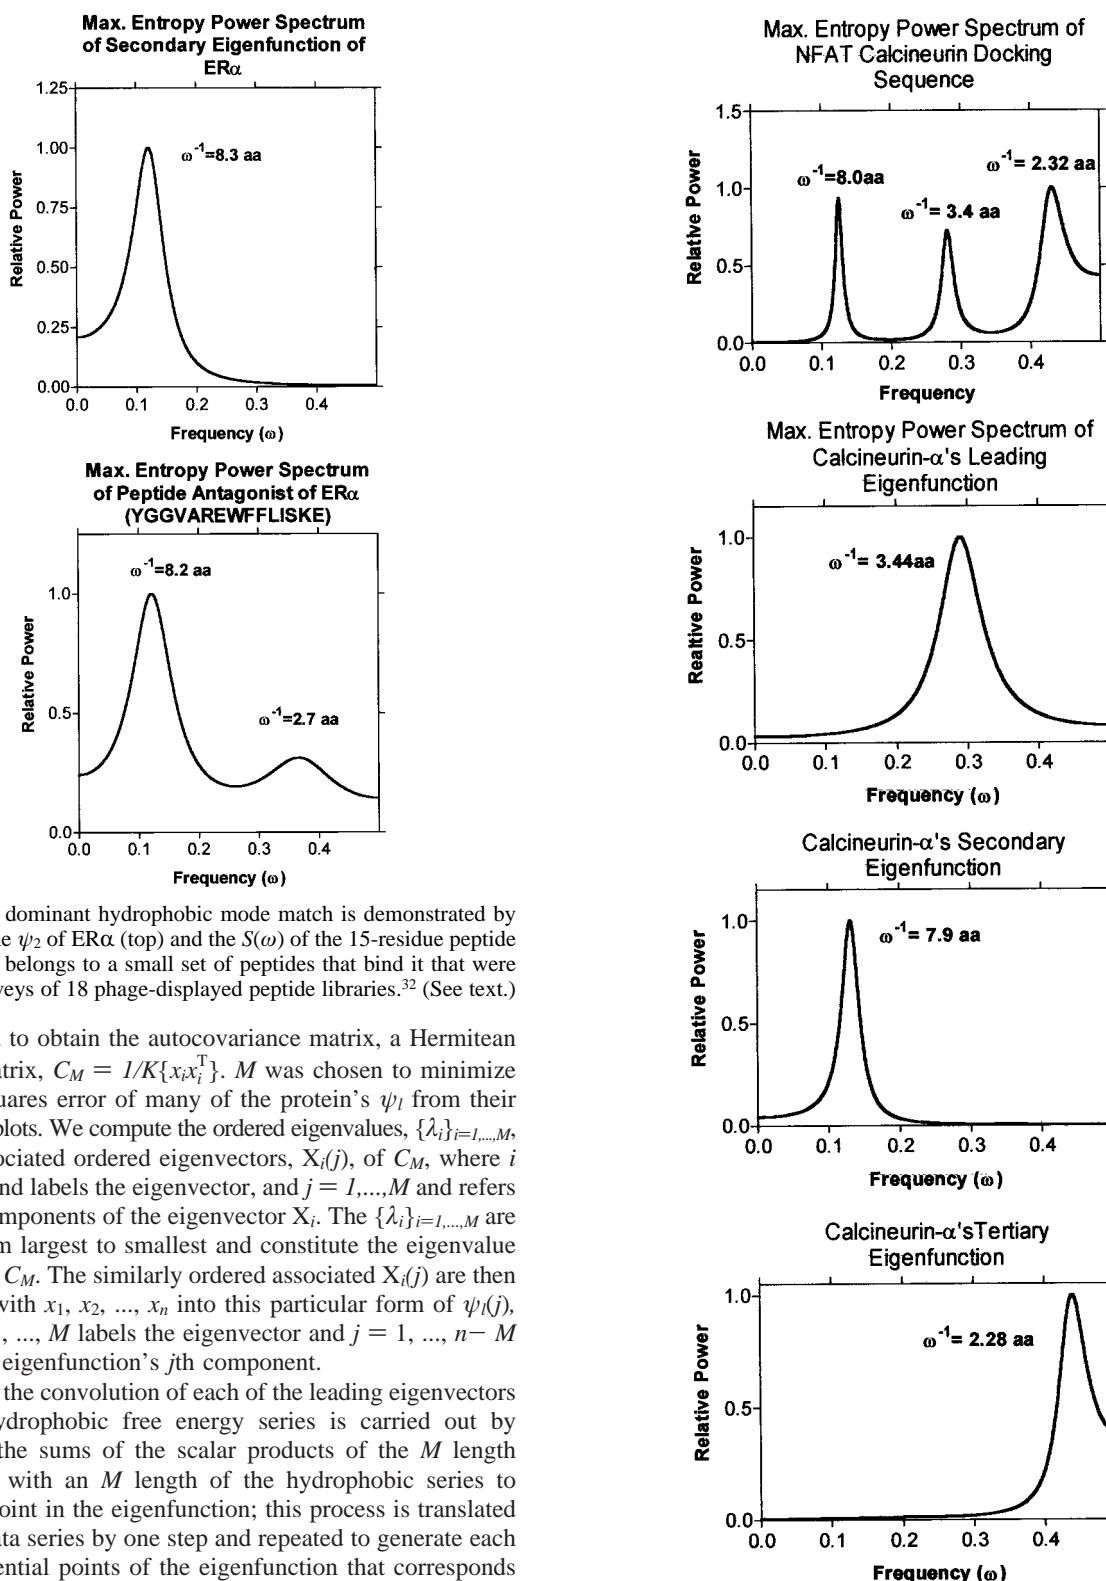 Max. Entropy Power Spectrum
of Secondary Eigenfunction of
ERα
1.25
1.00
0.75
0.50
0.25
0.00
Relative Power
ω⁻¹=8.3 aa
0.0 0.1 0.2 0.3 0.4
Frequency (ω)
Max. Entropy Power Spectrum
of Peptide Antagonist of ERα
(YGGVAREWFFLISKE)
ω⁻¹=8.2 aa
1.0
0.5
0.0
Relative Power
ω⁻¹=2.7 aa
0.0 0.1 0.2 0.3 0.4
Frequency (ω)
dominant hydrophobic mode match is demonstrated by
e ψ₂ of ERα (top) and the S(ω) of the 15-residue peptide
belongs to a small set of peptides that bind it that were
veys of 18 phage-displayed peptide libraries.³² (See text.)
to obtain the autocovariance matrix, a Hermitean
atrix, C_M = 1/K{x_i x_i^T}. M was chosen to minimize
uares error of many of the protein's ψ_l from their
plots. We compute the ordered eigenvalues, {λ_i}_{i=1,...,M},
ociated ordered eigenvectors, X_i(j), of C_M, where i
nd labels the eigenvector, and j = 1,...,M and refers
omponents of the eigenvector X_i. The {λ_i}_{i=1,...,M} are
m largest to smallest and constitute the eigenvalue
C_M. The similarly ordered associated X_i(j) are then
with x₁, x₂, ..., x_n into this particular form of ψ_l(j),
, ..., M labels the eigenvector and j = 1, ..., n− M
eigenfunction's jth component.
the convolution of each of the leading eigenvectors
ydrophobic free energy series is carried out by
the sums of the scalar products of the M length
with an M length of the hydrophobic series to
oint in the eigenfunction; this process is translated
ata series by one step and repeated to generate each
ential points of the eigenfunction that corresponds
Max. Entropy Power Spectrum of
NFAT Calcineurin Docking
Sequence
1.5
1.0
0.5
0.0
Relative Power
ω⁻¹=8.0aa
ω⁻¹= 3.4 aa
ω⁻¹= 2.32 aa
0.0 0.1 0.2 0.3 0.4
Frequency
Max. Entropy Power Spectrum of
Calcineurin-α's Leading
Eigenfunction
1.0
0.5
0.0
Realtive Power
ω⁻¹= 3.44aa
0.0 0.1 0.2 0.3 0.4
Frequency (ω)
Calcineurin-α's Secondary
Eigenfunction
1.0
0.5
0.0
Relative Power
ω⁻¹= 7.9 aa
0.0 0.1 0.2 0.3 0.4
Frequency (ω)
Calcineurin-α'sTertiary
Eigenfunction
1.0
0.5
0.0
Relative Power
ω⁻¹= 2.28 aa
0.0 0.2 0.4
Frequency (ω)